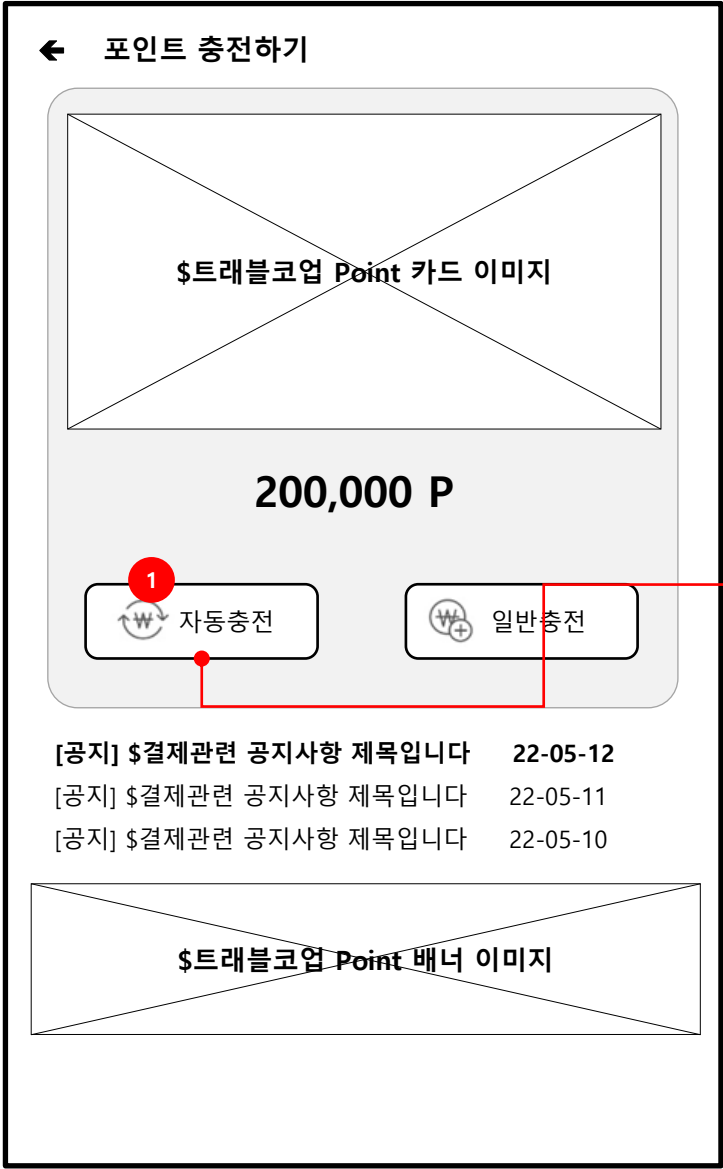 🡰 포인트 충전하기
$트래블코업 Point 카드 이미지
200,000 P
1
자동충전
일반충전
[공지] $결제관련 공지사항 제목입니다 22-05-12
[공지] $결제관련 공지사항 제목입니다 22-05-11
[공지] $결제관련 공지사항 제목입니다 22-05-10
$트래블코업 Point 배너 이미지